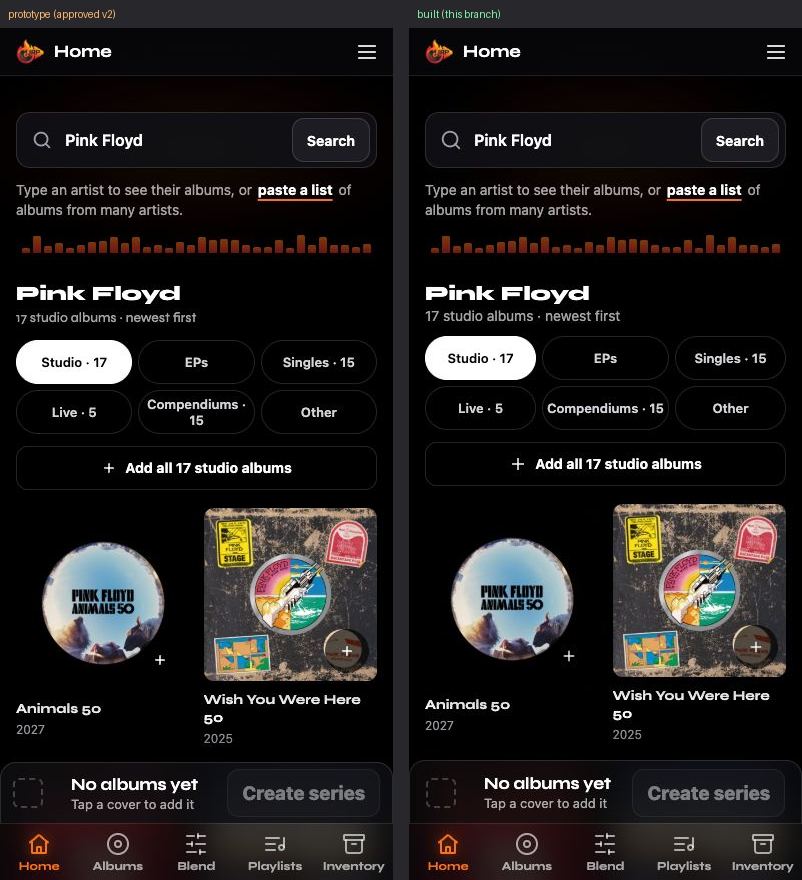 prototype (approved v2)
Home
Pink Floyd
Search
Type an artist to see their albums, or paste a list of
albums from many artists.
Pink Floyd
17 studio albums · newest first
Studio · 17
EPs
Singles · 15
Live · 5
Compendiums ·
15
Other
+ Add all 17 studio albums
PINK FLOYD
ANIMALS 50
+
PINK
FLOYD
STAGE
+
Animals 50
2027
Wish You Were Here
50
2025
No albums yet
Tap a cover to add it
Create series
Home
Albums
Blend
Playlists
Inventory
built (this branch)
Home
Pink Floyd
Search
Type an artist to see their albums, or paste a list of
albums from many artists.
Pink Floyd
17 studio albums · newest first
Studio · 17
EPs
Singles · 15
Live · 5
Compendiums · 15
Other
+ Add all 17 studio albums
PINK FLOYD
ANIMALS 50
+
PINK
FLOYD
STAGE
+
Animals 50
2027
Wish You Were Here
50
2025
No albums yet
Tap a cover to add it
Create series
Home
Albums
Blend
Playlists
Inventory